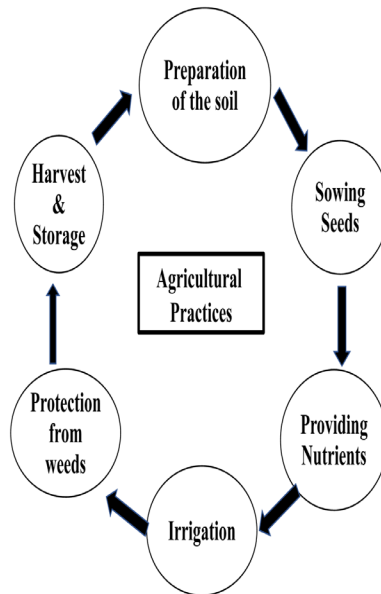 Preparation
of the soil
Sowing
Seeds
Providing
Nutrients
Irrigation
Protection
from
weeds
Harvest
&
Storage
Agricultural
Practices